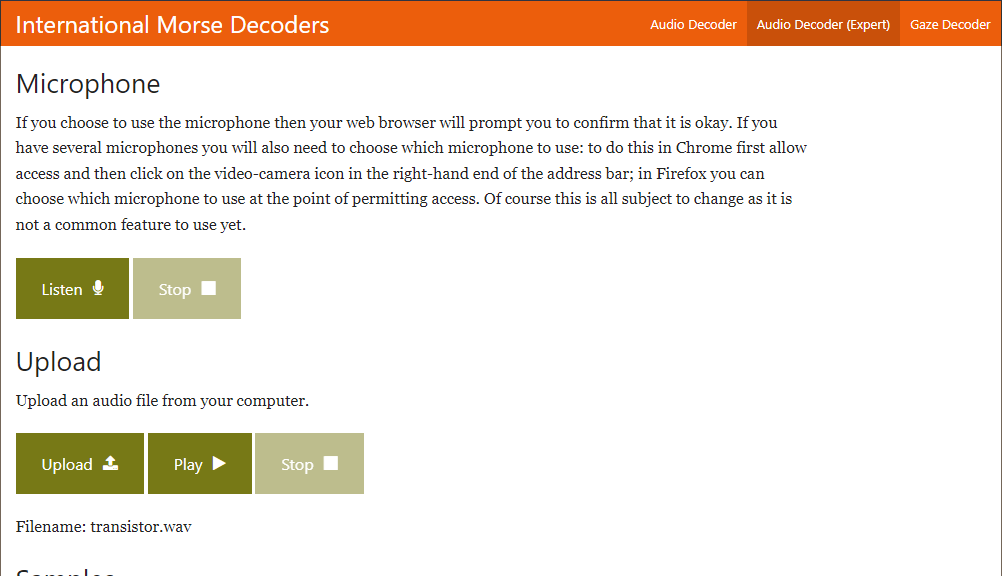 International Morse Decoders
Audio Decoder
Audio Decoder (Expert)
Gaze Decoder
Microphone
If you choose to use the microphone then your web browser will prompt you to confirm that it is okay. If you
have several microphones you will also need to choose which microphone to use: to do this in Chrome first allow
access and then click on the video-camera icon in the right-hand end of the address bar; in Firefox you can
choose which microphone to use at the point of permitting access. Of course this is all subject to change as it is
not a common feature to use yet.
Listen
Stop
Upload
Upload an audio file from your computer.
Upload
Play
Stop
Filename: transistor.wav
Samples